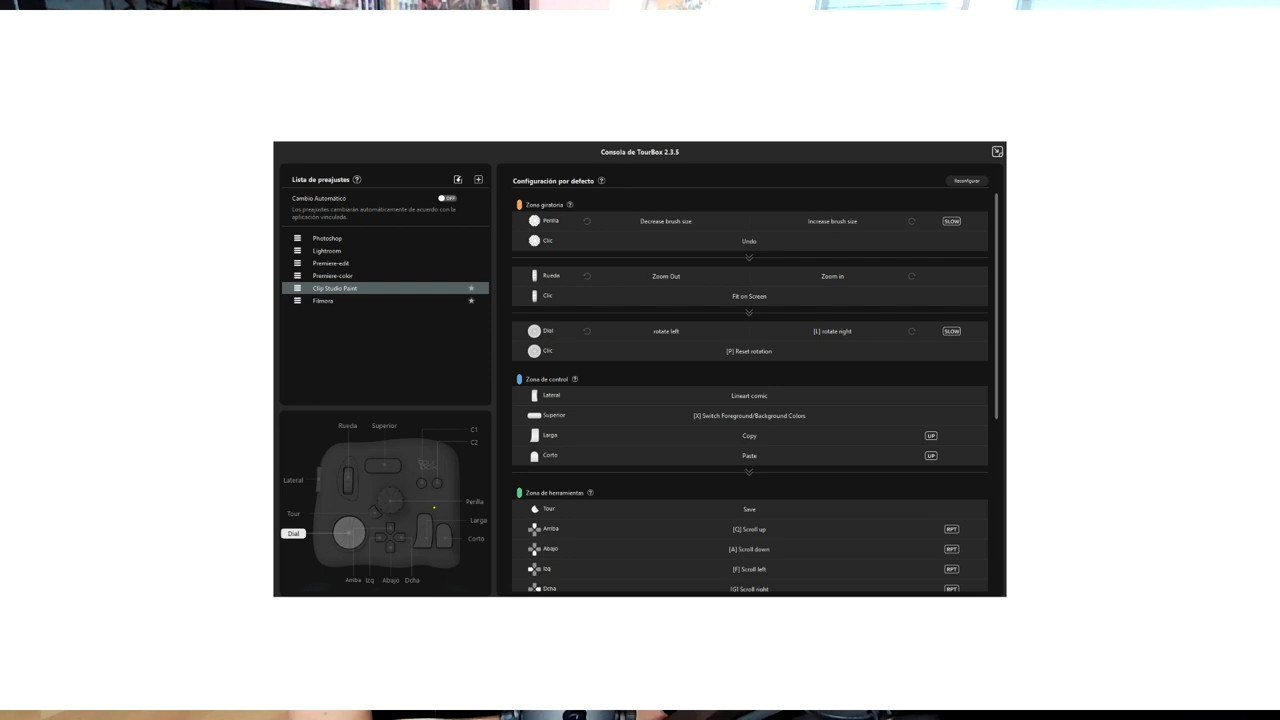 Consola de TourBox 2.3.5
Lista de preajustes
Cambio Automático
OFF
Los preajustes cambiarán automáticamente de acuerdo con la
aplicación vinculada.
Photoshop
Lightroom
Premiere-edit
Premiere-color
Clip Studio Paint
Filmora
Rueda
Superior
C1
C2
Lateral
Perilla
Tour
Larga
Dial
Corto
Arriba
Izq
Abajo
Dcha
Configuración por defecto
Reconfigurar
Zona giratoria
Perilla
Decrease brush size
Increase brush size
SLOW
Clic
Undo
Rueda
Zoom Out
Zoom in
Clic
Fit on Screen
Dial
rotate left
[L] rotate right
SLOW
Clic
[P] Reset rotation
Zona de control
Lateral
Lineart comic
Superior
[X] Switch Foreground/Background Colors
Larga
Copy
UP
Corto
Paste
UP
Zona de herramientas
Tour
Save
Arriba
[Q] Scroll up
RPT
Abajo
[A] Scroll down
RPT
Izq
[F] Scroll left
RPT
Dcha
[G] Scroll right
RPT